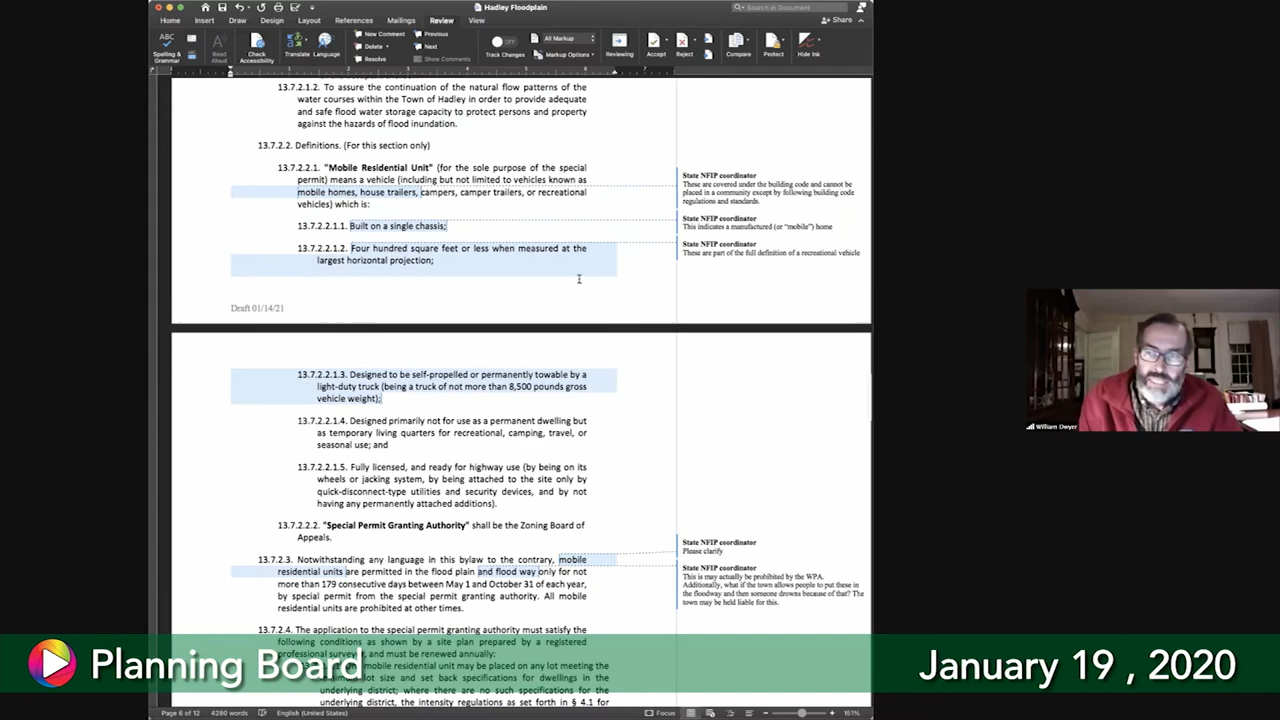 Hadley Floodplain
Search in Document
Home Insert Draw Design Layout References Mailings Review View
Share
ABC
Spelling & Grammar
Read Aloud
Check Accessibility
Translate Language
New Comment
Delete
Resolve
Previous
Next
Show Comments
OFF
Track Changes
All Markup
Markup Options
Reviewing
Accept Reject
Compare
Protect
Hide Ink
13.7.2.1.2. To assure the continuation of the natural flow patterns of the
water courses within the Town of Hadley in order to provide adequate
and safe flood water storage capacity to protect persons and property
against the hazards of flood inundation.
13.7.2.2. Definitions. (For this section only)
13.7.2.2.1. "Mobile Residential Unit" (for the sole purpose of the special
permit) means a vehicle (including but not limited to vehicles known as
mobile homes, house trailers, campers, camper trailers, or recreational
vehicles) which is:
13.7.2.2.1.1. Built on a single chassis;
13.7.2.2.1.2. Four hundred square feet or less when measured at the
largest horizontal projection;
State NFIP coordinator
These are covered under the building code and cannot be
placed in a community except by following building code
regulations and standards.
State NFIP coordinator
This indicates a manufactured (or “mobile”) home
State NFIP coordinator
These are part of the full definition of a recreational vehicle
Draft 01/14/21
13.7.2.2.1.3. Designed to be self-propelled or permanently towable by a
light-duty truck (being a truck of not more than 8,500 pounds gross
vehicle weight);
13.7.2.2.1.4. Designed primarily not for use as a permanent dwelling but
as temporary living quarters for recreational, camping, travel, or
seasonal use; and
13.7.2.2.1.5. Fully licensed, and ready for highway use (by being on its
wheels or jacking system, by being attached to the site only by
quick-disconnect-type utilities and security devices, and by not
having any permanently attached additions).
13.7.2.2.2. "Special Permit Granting Authority" shall be the Zoning Board of
Appeals.
13.7.2.3. Notwithstanding any language in this bylaw to the contrary, mobile
residential units are permitted in the flood plain and flood way only for not
more than 179 consecutive days between May 1 and October 31 of each year,
by special permit from the special permit granting authority. All mobile
residential units are prohibited at other times.
State NFIP coordinator
Please clarify
State NFIP coordinator
This is may actually be prohibited by the WPA.
Additionally, what if the town allows people to put these in
the floodway and then someone drowns because of that? The
town may be held liable for this.
13.7.2.4. The application to the special permit granting authority must satisfy the
following conditions as shown by a site plan prepared by a registered
professional surveyor, and must be renewed annually:
mobile residential unit may be placed on any lot meeting the
minimum lot size and set back specifications for dwellings in the
underlying district; where there are no such specifications for the
underlying district, the intensity regulations as set forth in § 4.1 for
William Dwyer
Planning Board
January 19 , 2020
Page 6 of 12 4280 words English (United States)
Focus
151%